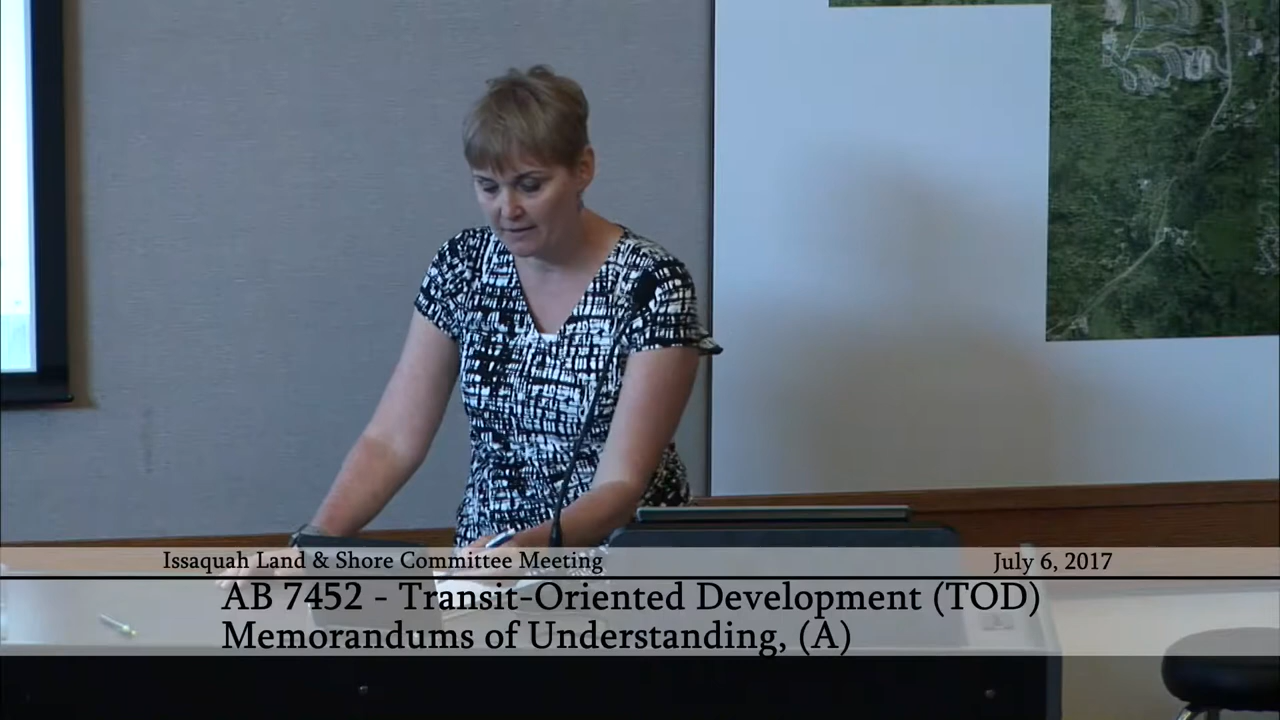 Issaquah Land & Shore Committee Meeting
July 6, 2017
AB 7452 - Transit-Oriented Development (TOD)
Memorandums of Understanding, (A)